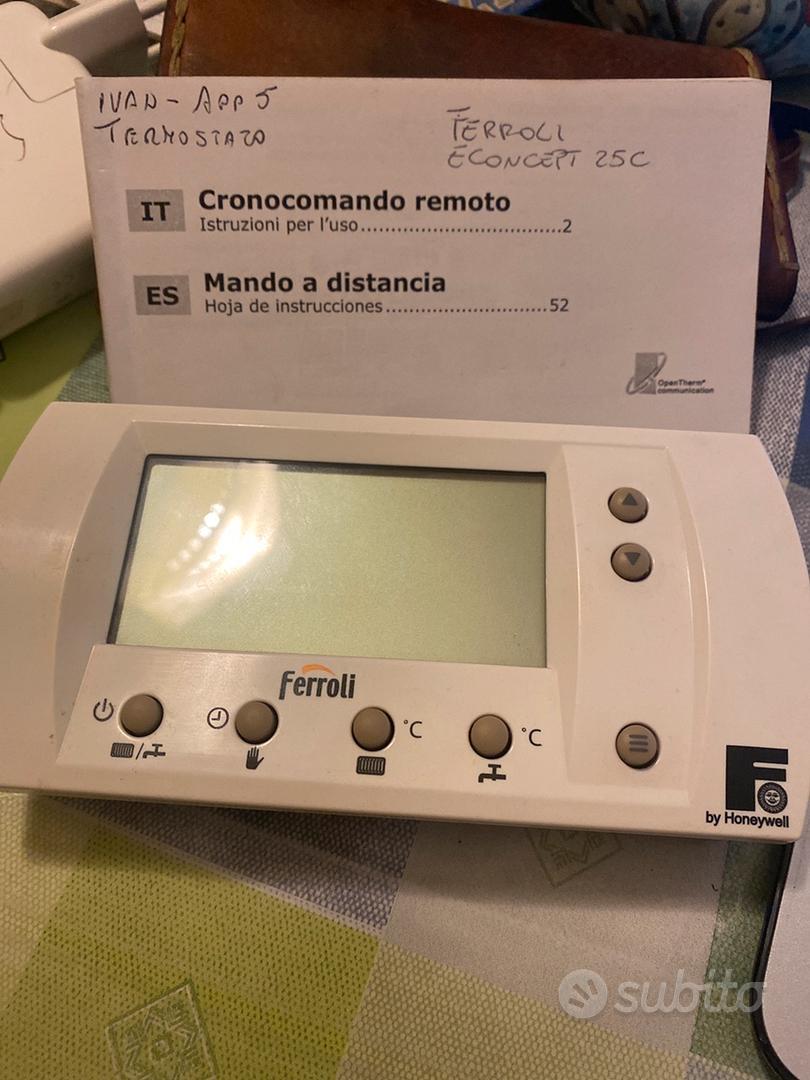 IVAN - APP 5
TERMOSTATO
FERROLI
ECONCEPT 25C
IT Cronocomando remoto
Istruzioni per l'uso..................................2
ES Mando a distancia
Hoja de instrucciones...........................52
OpenTherm®
communication
ferroli
/
°C
°C
F
by Honeywell
subito